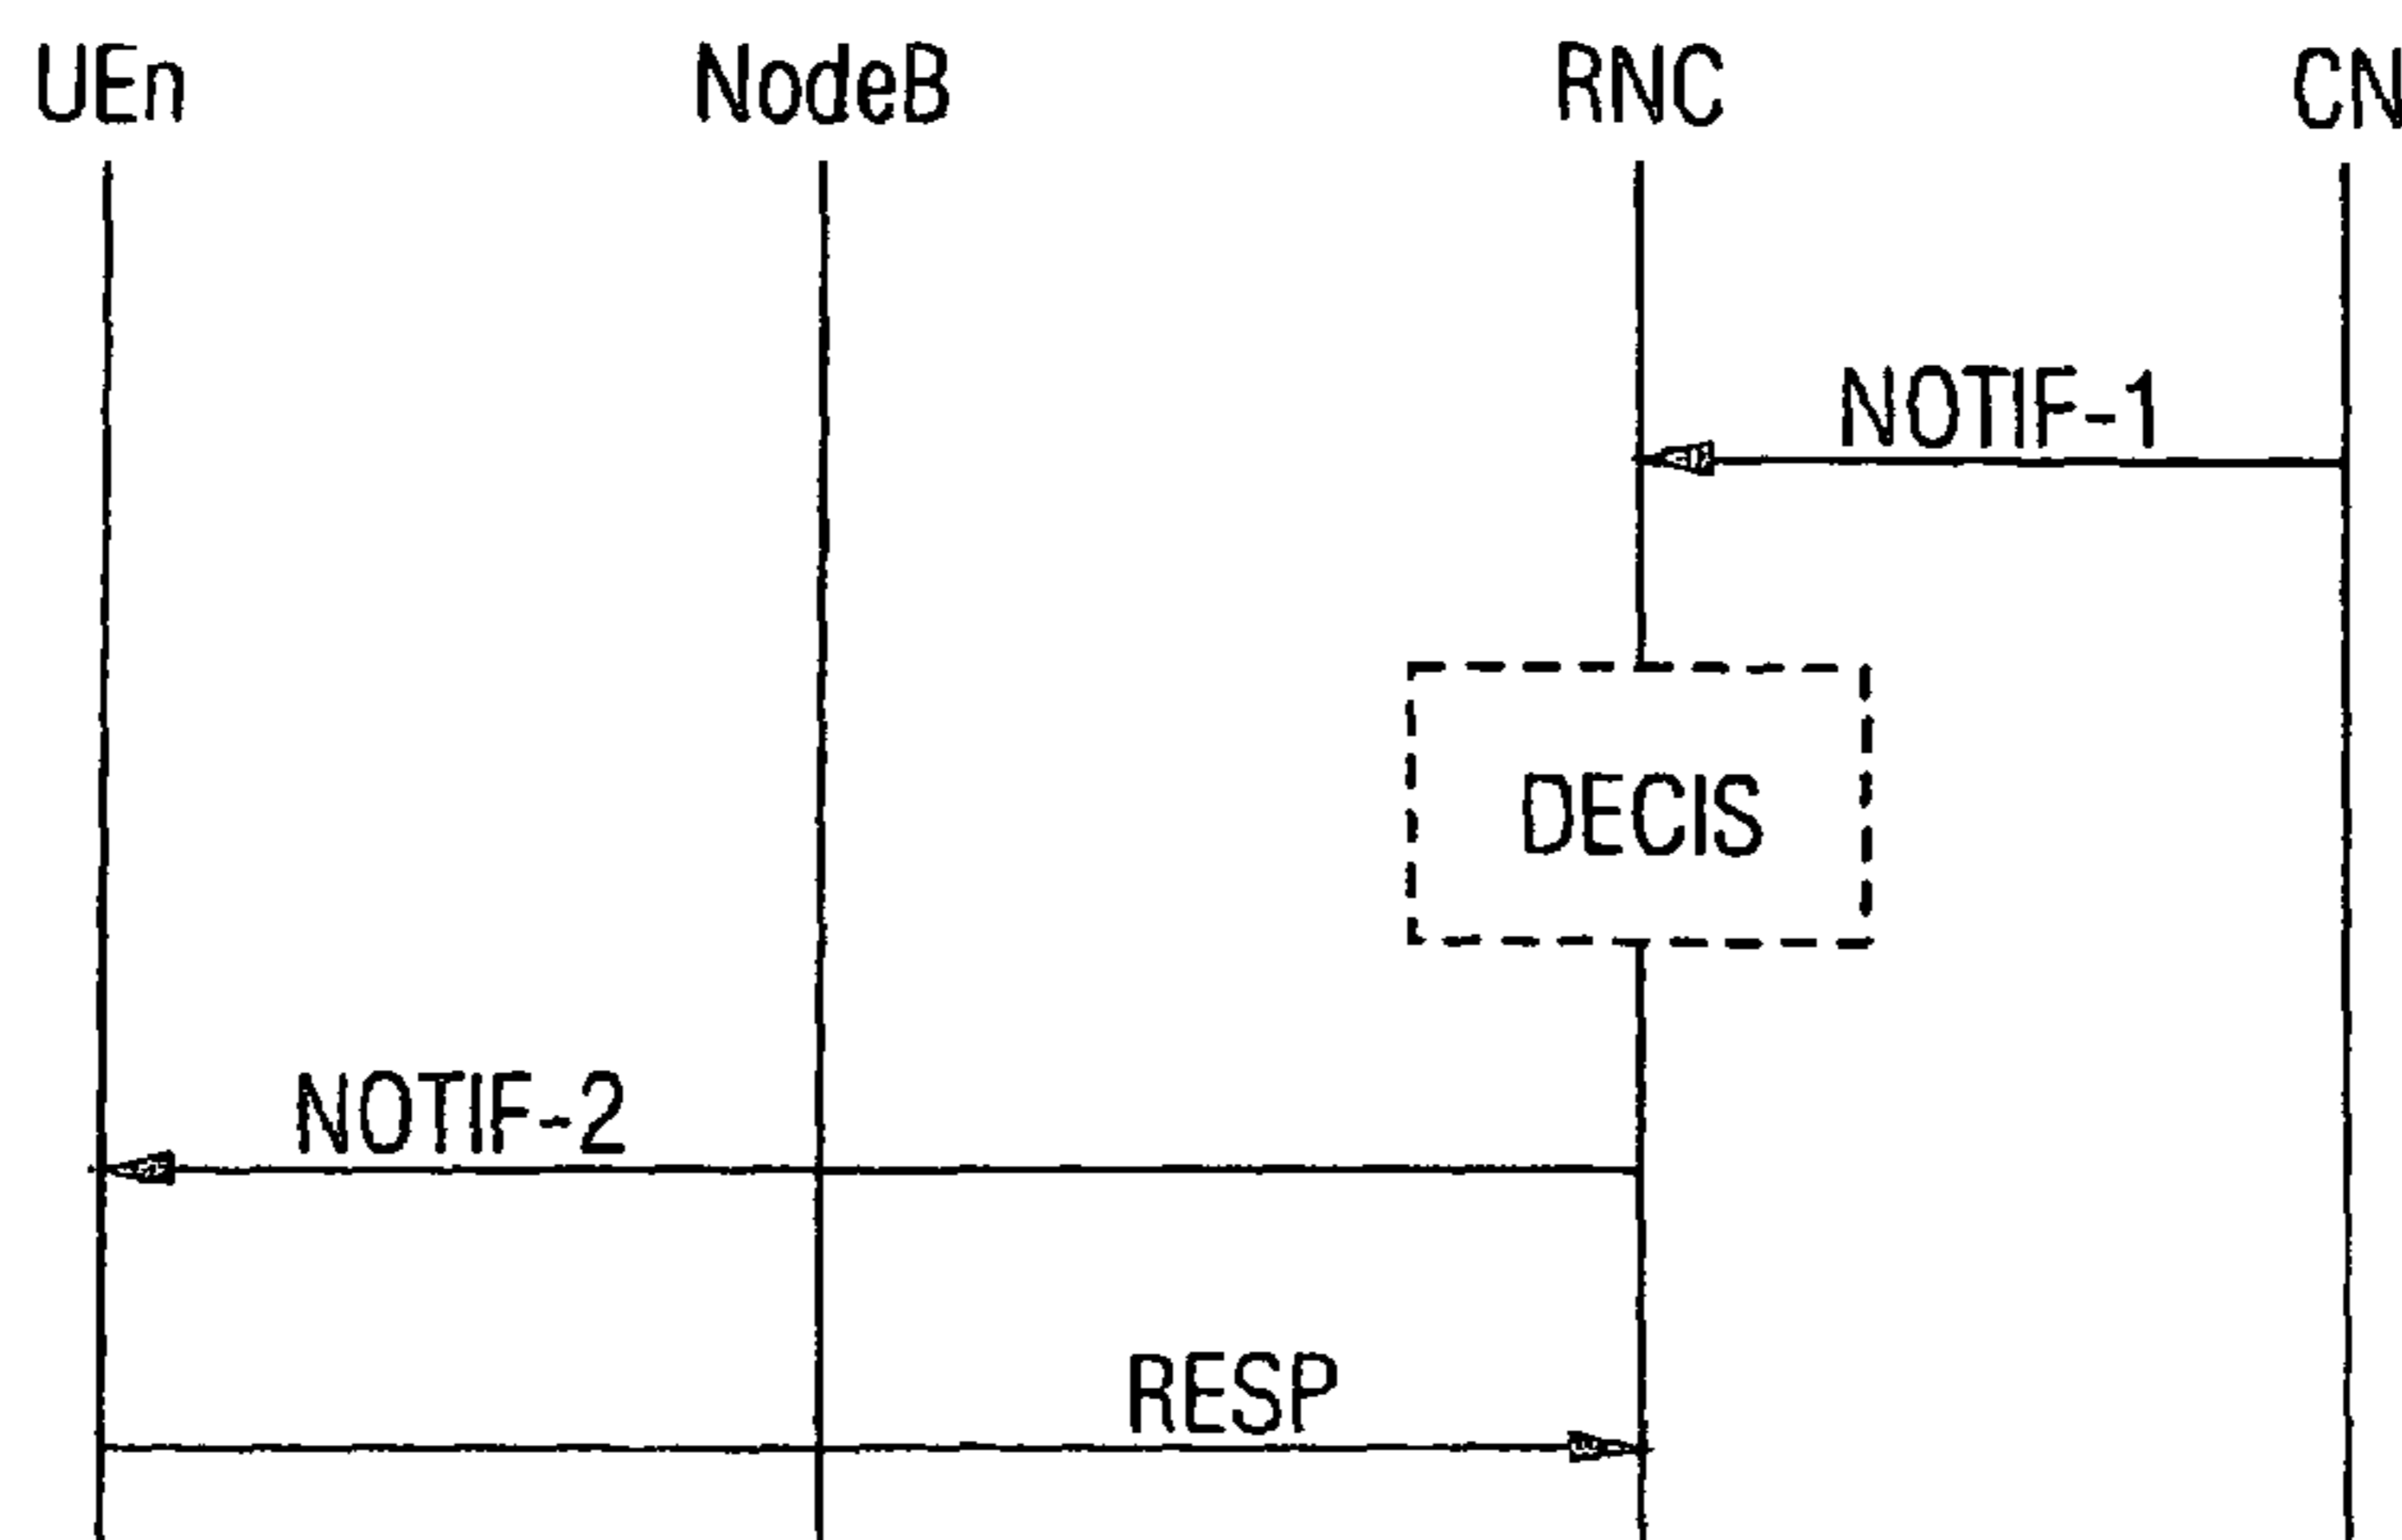 UEn NodeB RNC CN
NOTIF-1
DECIS
NOTIF-2
RESP